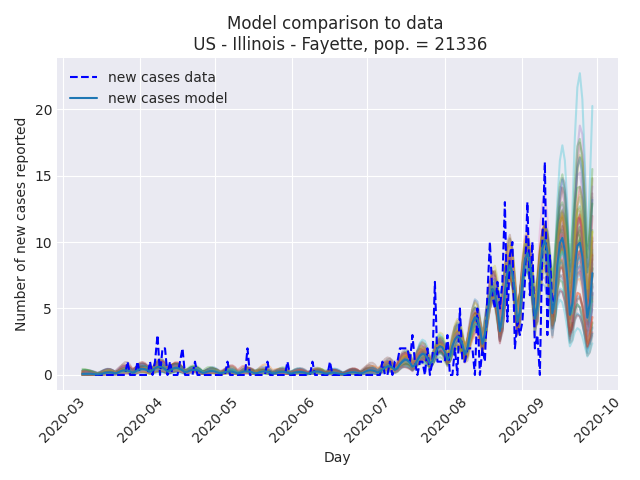 Model comparison to data
US - Illinois - Fayette, pop. = 21336
new cases data
new cases model
Number of new cases reported
20
15
10
5
0
2020-03
2020-04
2020-05
2020-06
2020-07
2020-08
2020-09
2020-10
Day